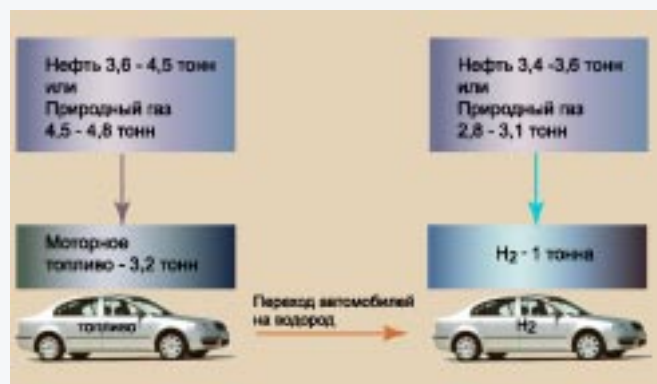 Нефть 3,6 - 4,5 тонн
или
Природный газ
4,5 - 4,8 тонн
Нефть 3,4 -3,6 тонн
или
Природный газ
2,8 - 3,1 тонн
Моторное
топливо - 3,2 тонн
H2 - 1 тонна
топливо
Переход автомобилей
на водород
H2